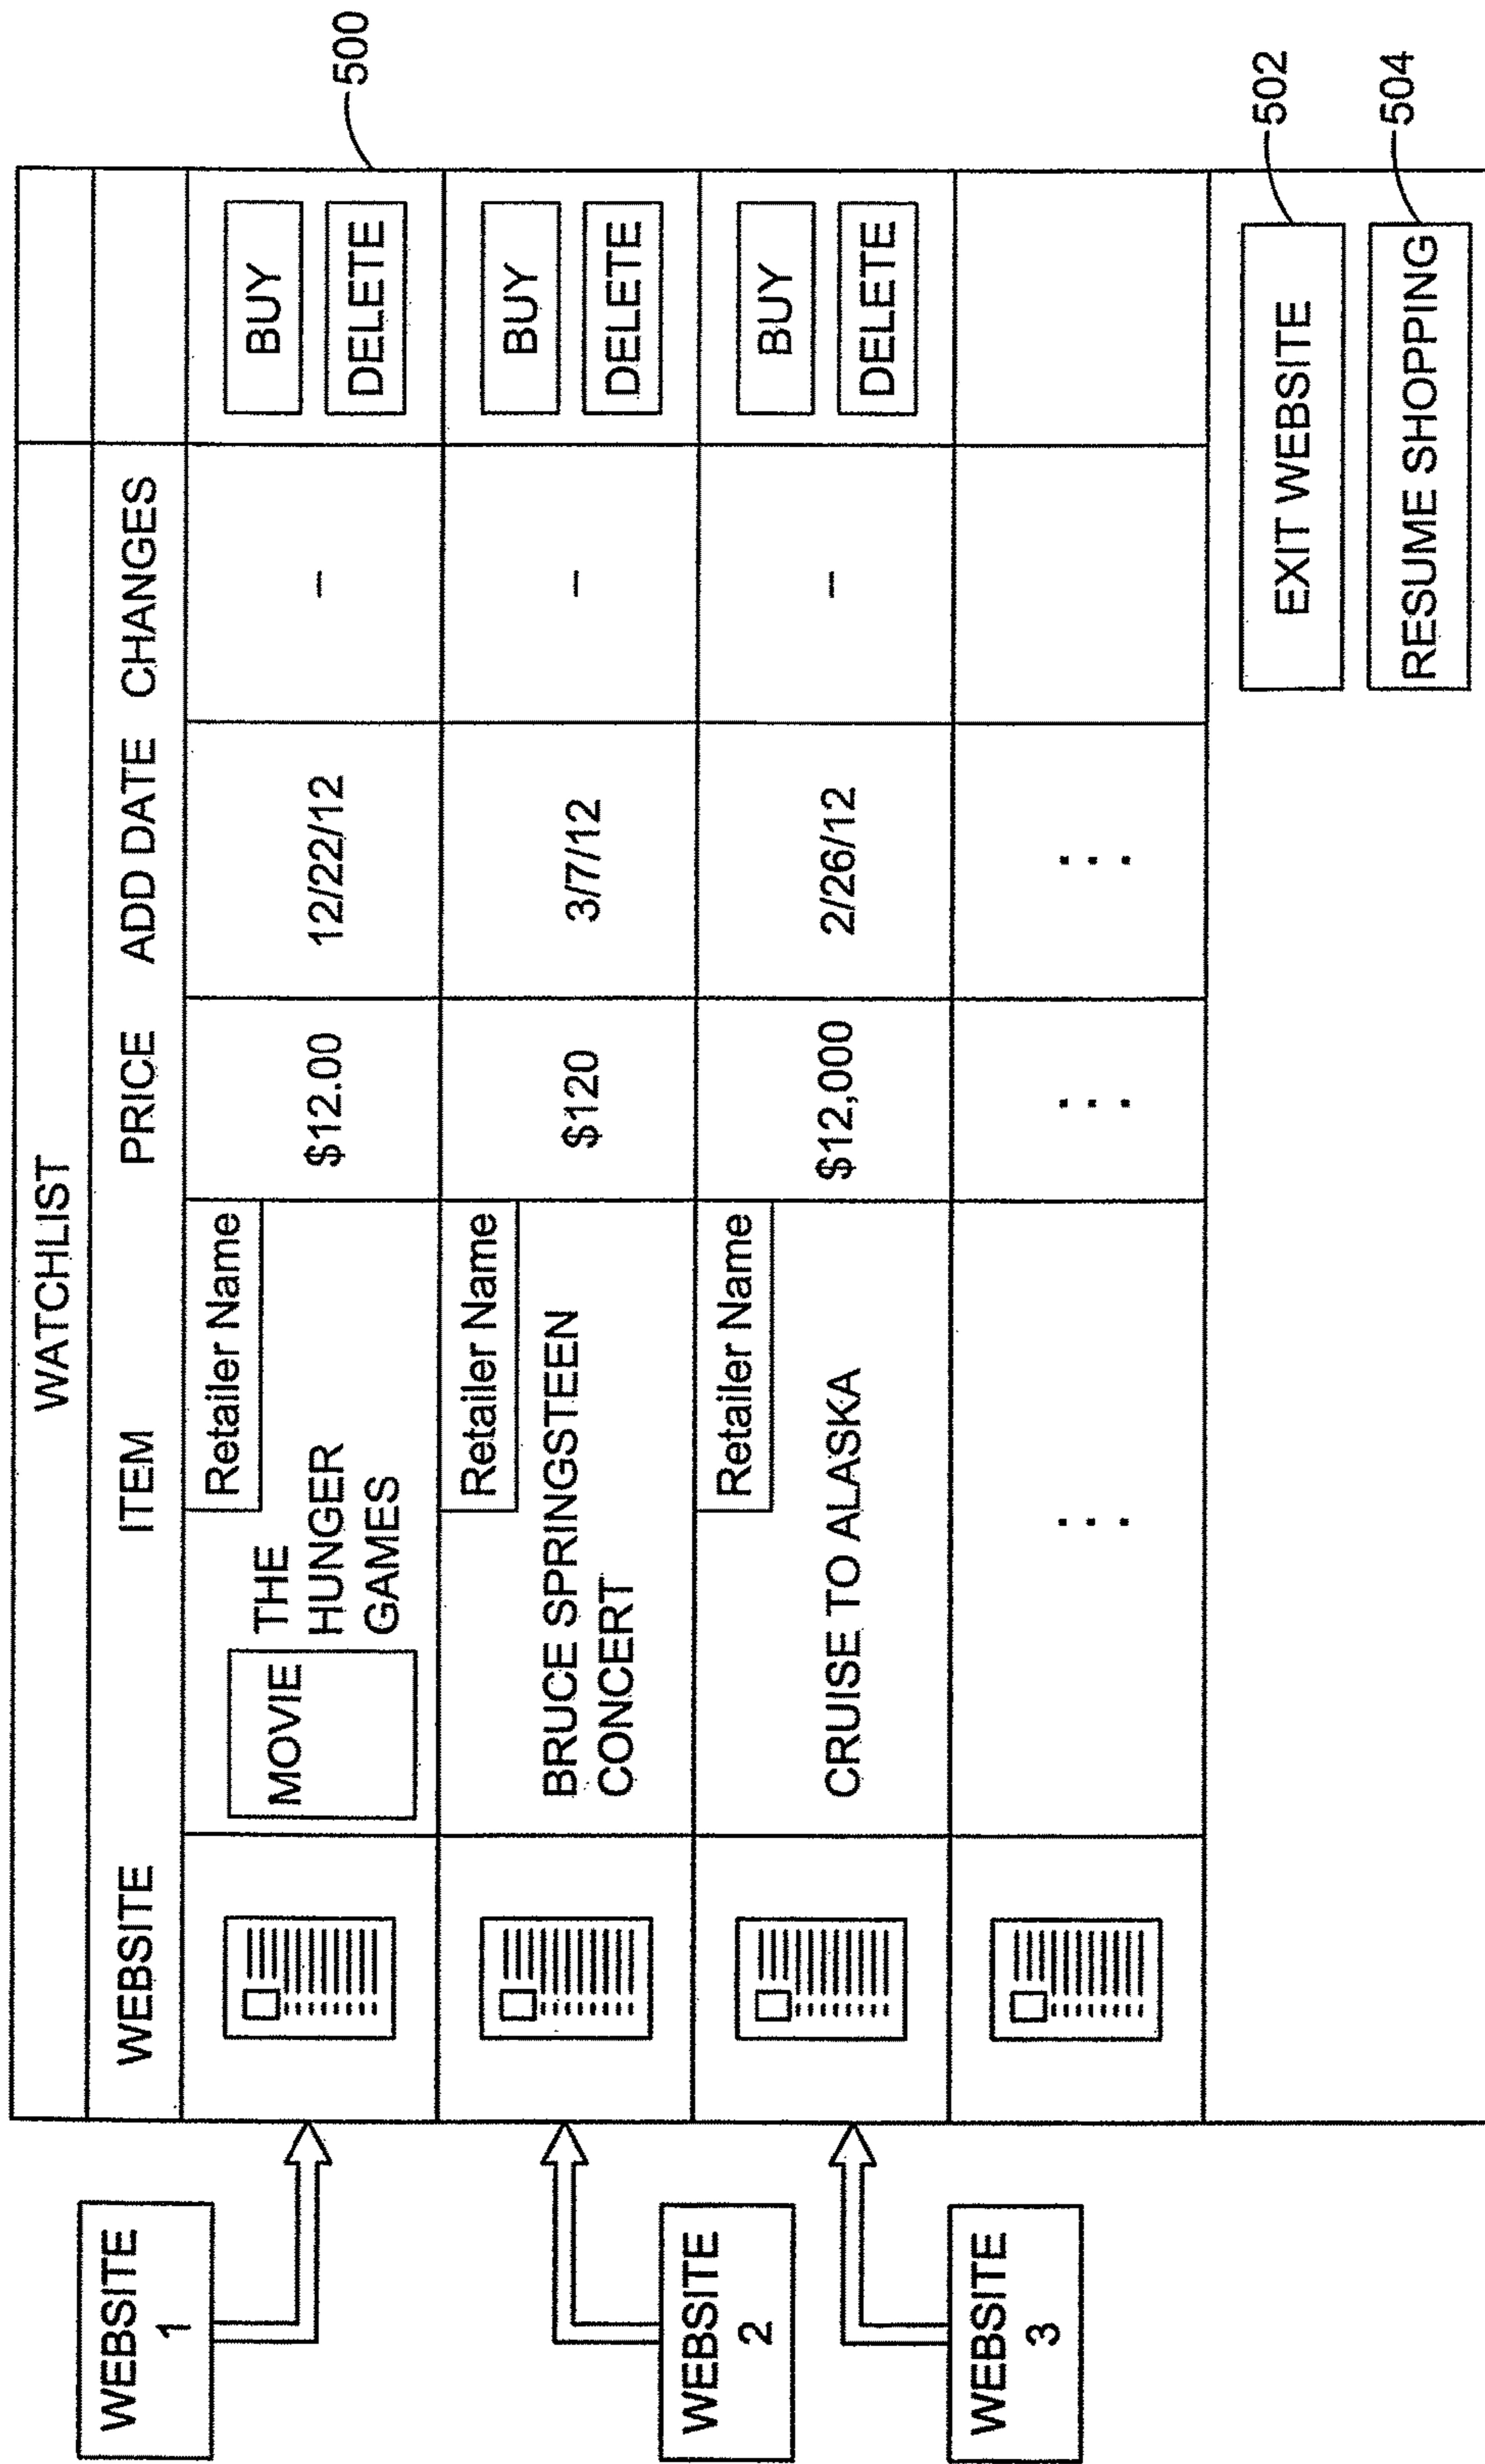 WATCHLIST
WEBSITE ITEM PRICE ADD DATE CHANGES
WEBSITE
1
MOVIE
THE
HUNGER
GAMES
Retailer Name
$12.00
12/22/12
–
BUY
DELETE
500
WEBSITE
2
BRUCE SPRINGSTEEN
CONCERT
Retailer Name
$120
3/7/12
–
BUY
DELETE
WEBSITE
3
CRUISE TO ALASKA
Retailer Name
$12,000
2/26/12
–
BUY
DELETE
... ... ...
EXIT WEBSITE
502
RESUME SHOPPING
504